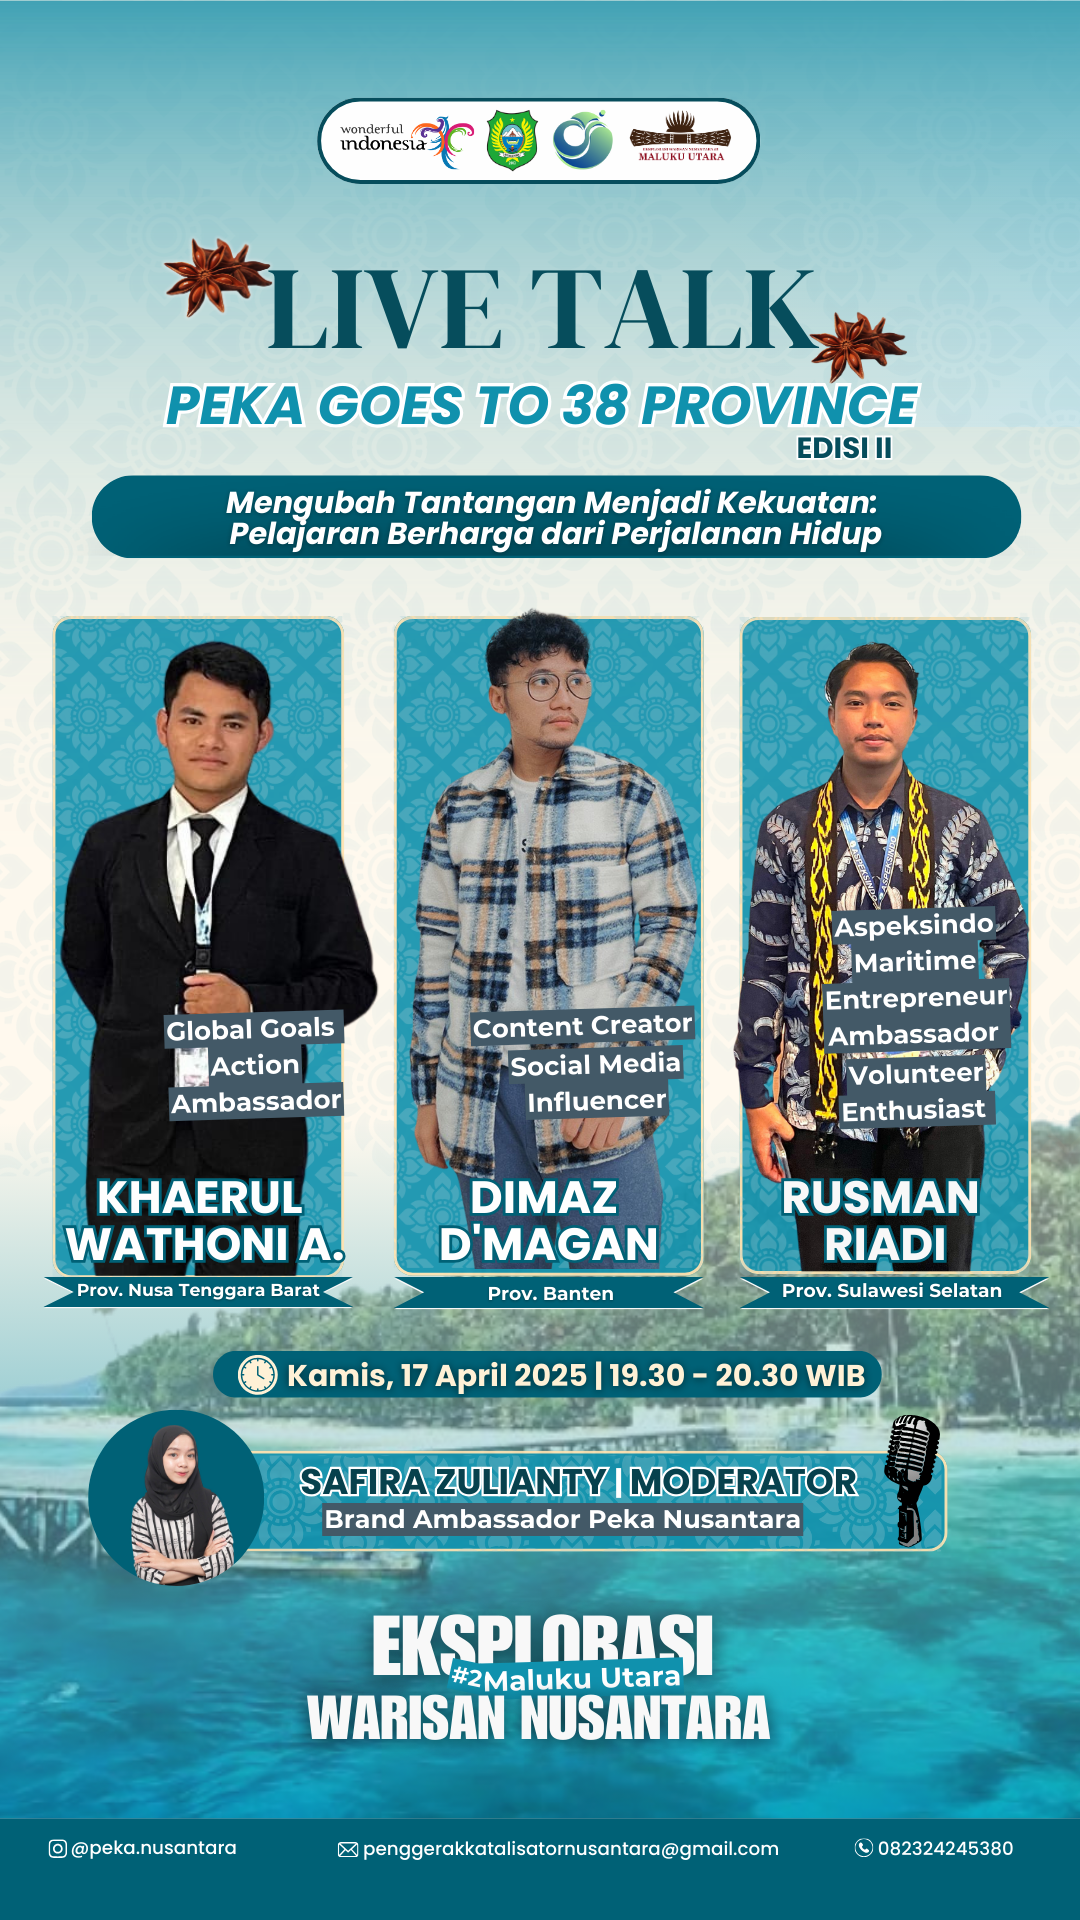 wonderful
indonesia
MALUKU UTARA
LIVE TALK
PEKA GOES TO 38 PROVINCE
EDISI II
Mengubah Tantangan Menjadi Kekuatan:
Pelajaran Berharga dari Perjalanan Hidup
Global Goals
Action
Ambassador
KHAERUL
WATHONI A.
Prov. Nusa Tenggara Barat
Content Creator
Social Media
Influencer
DIMAZ
D'MAGAN
Prov. Banten
ASPEKSINDO
ASPEKSINDO
Aspeksindo
Maritime
Entrepreneur
Ambassador
Volunteer
Enthusiast
RUSMAN
RIADI
Prov. Sulawesi Selatan
Kamis, 17 April 2025 | 19.30 - 20.30 WIB
SAFIRA ZULIANTY | MODERATOR
Brand Ambassador Peka Nusantara
EKSPLORASI
#2Maluku Utara
WARISAN NUSANTARA
@peka.nusantara
penggerakkatalisatornusantara@gmail.com
082324245380